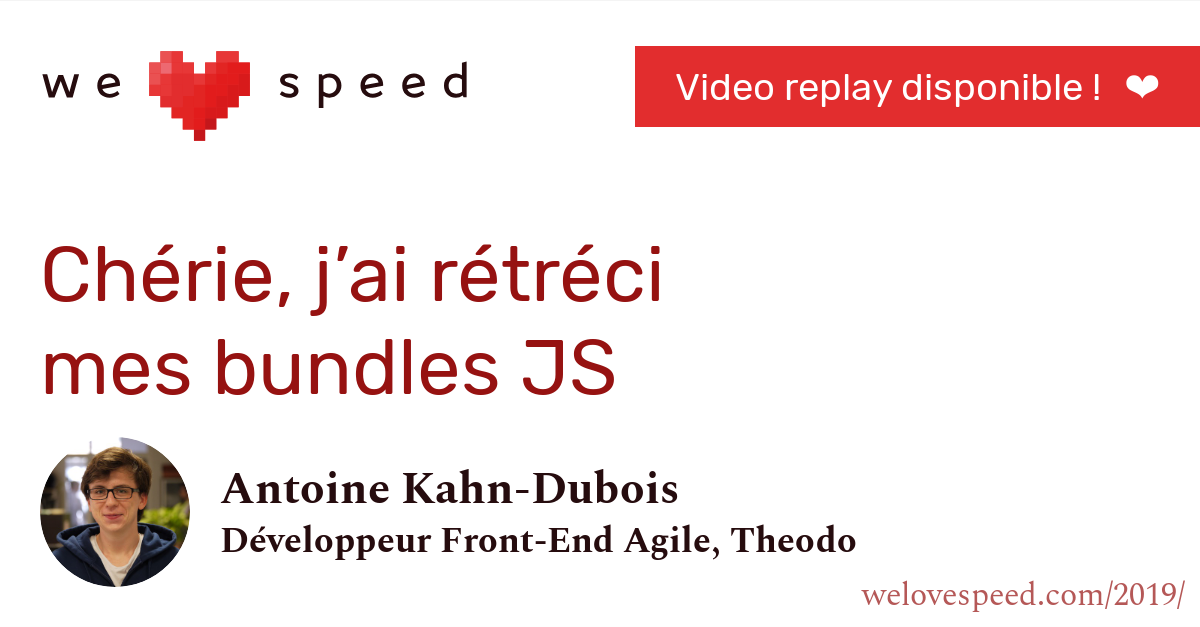 we speed
Video replay disponible ! ❤
Chérie, j’ai rétréci
mes bundles JS
Antoine Kahn-Dubois
Développeur Front-End Agile, Theodo
welovespeed.com/2019/